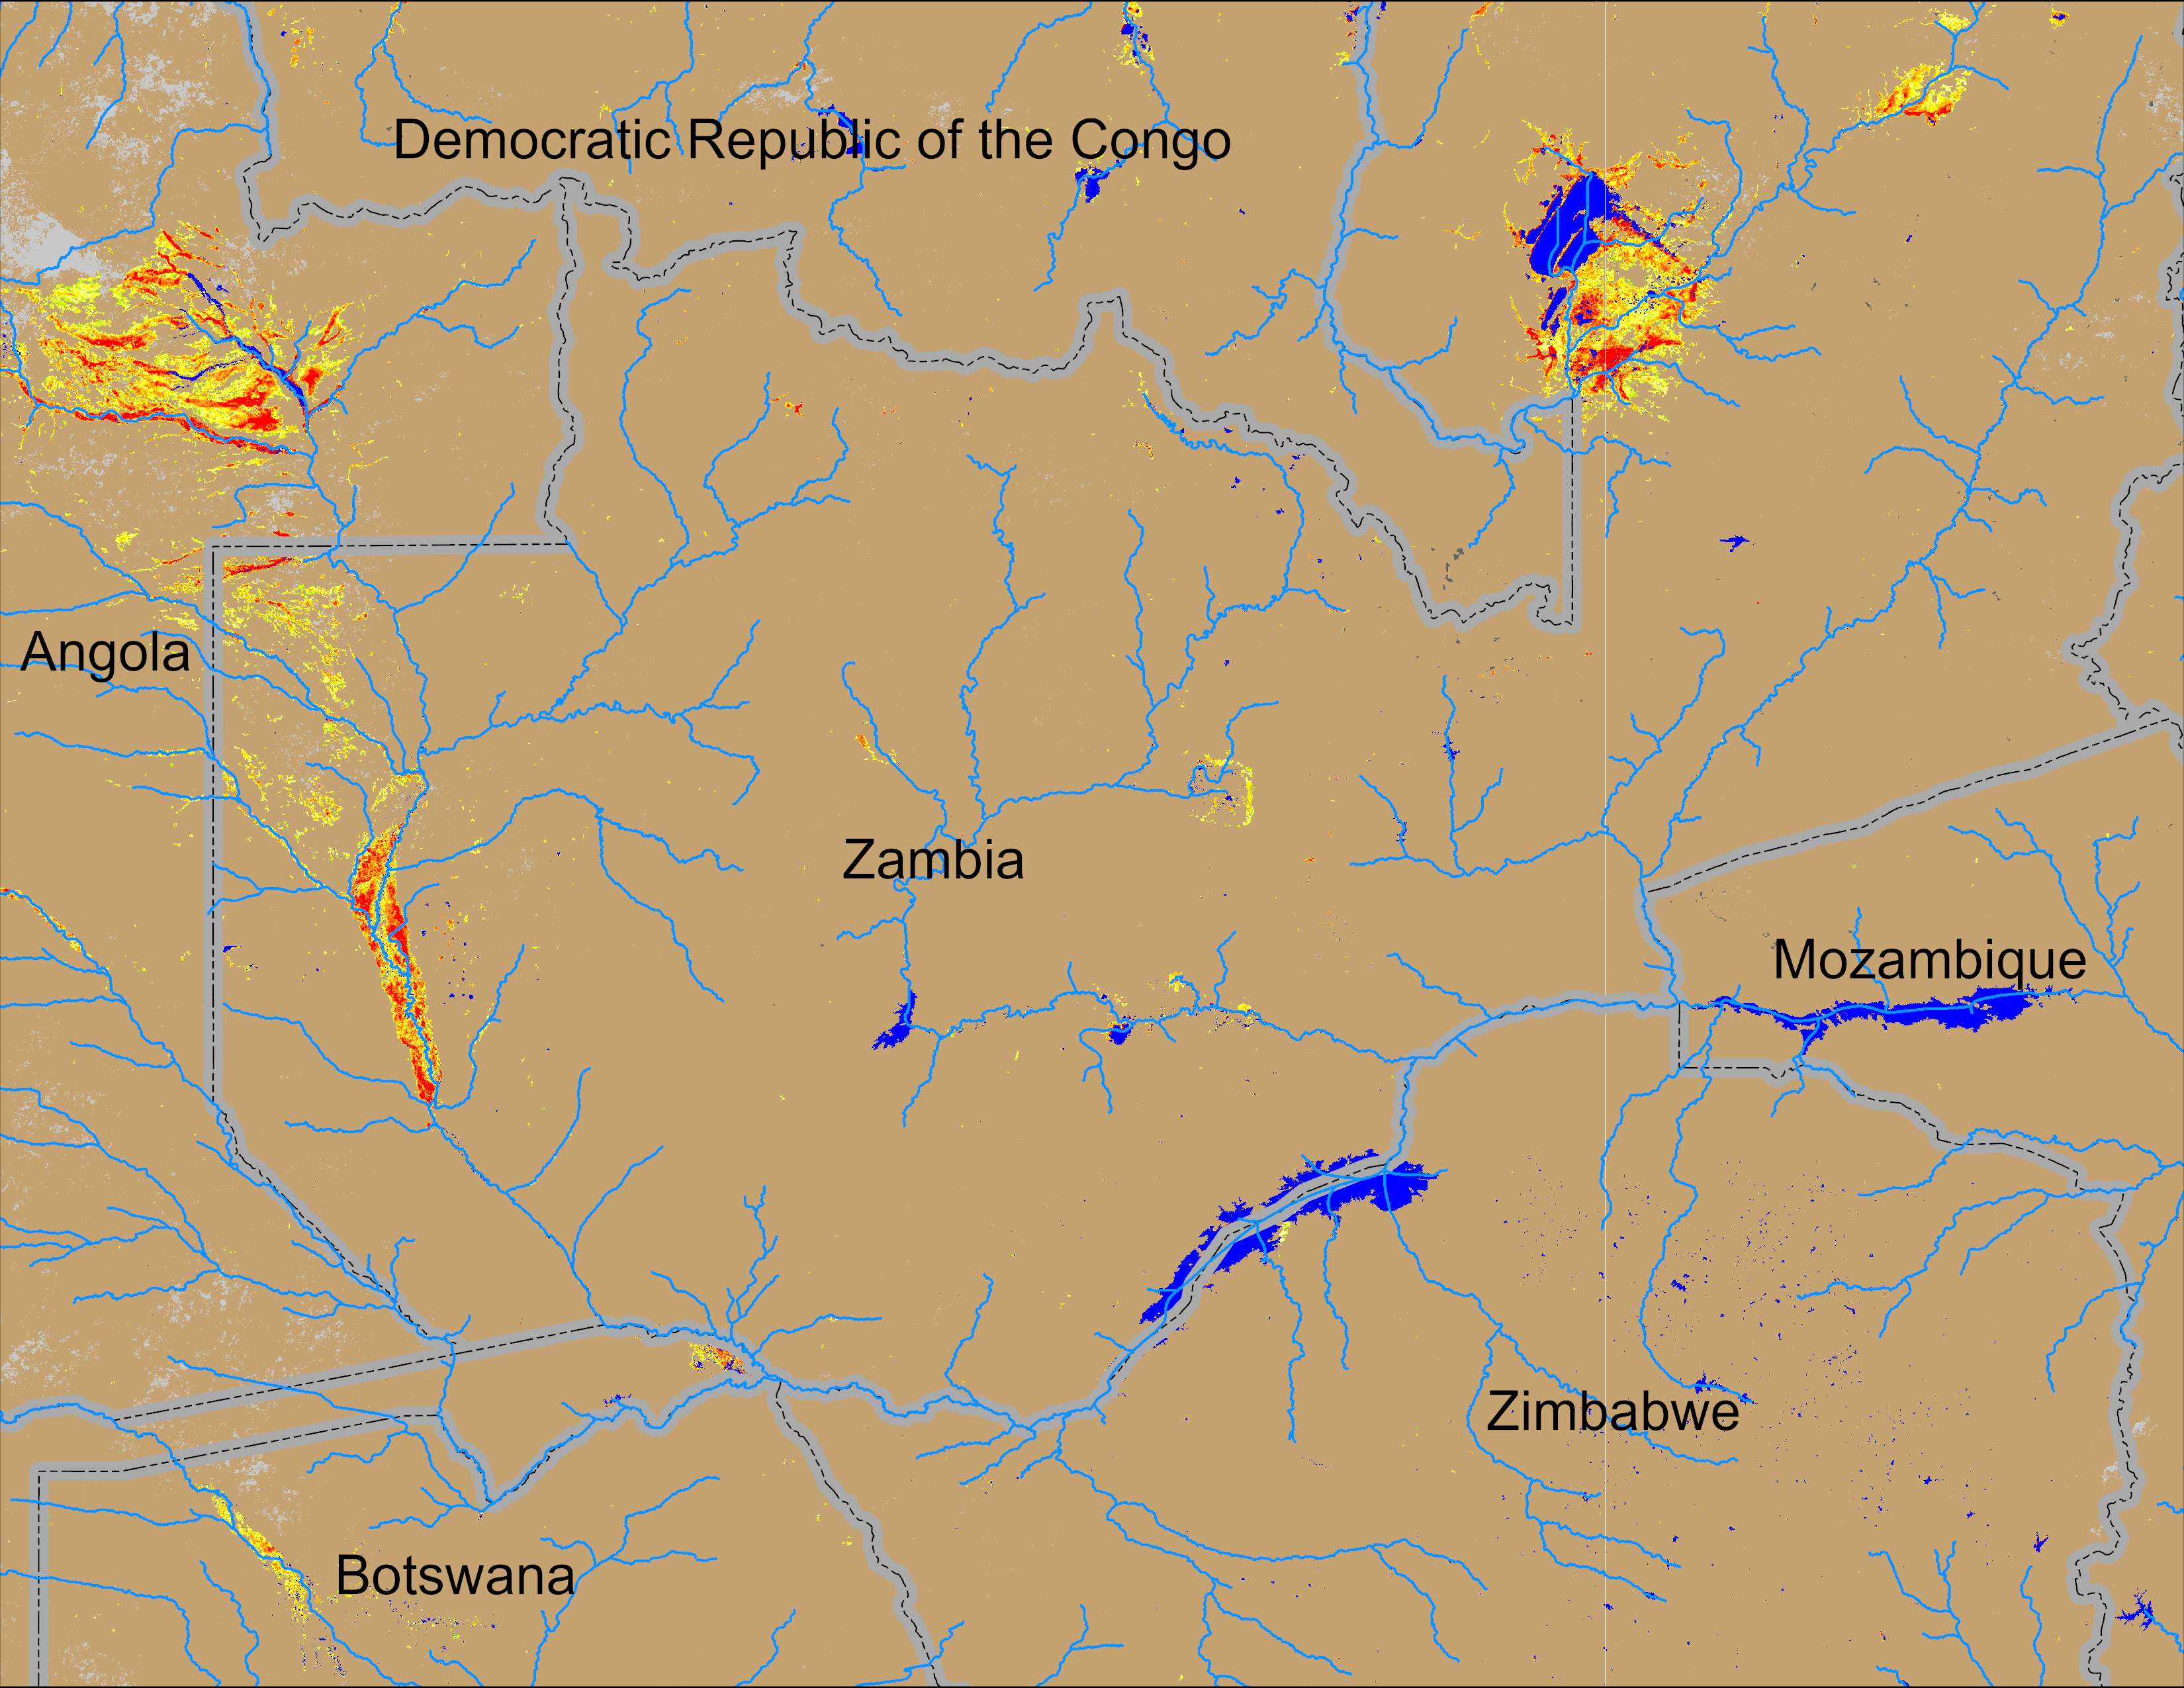 Democratic Republic of the Congo
Angola
Zambia
Mozambique
Zimbabwe
Botswana